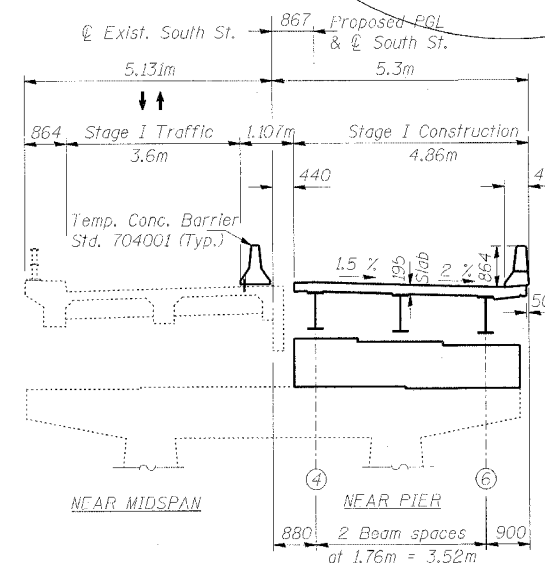 ℄ Exist. South St.
867
Proposed PGL
& ℄ South St.
5.131m
5.3m
864
Stage I Traffic
1.107m
Stage I Construction
3.6m
4.86m
440
Temp. Conc. Barrier
Std. 704001 (Typ.)
1.5 %
195
Slab
2 %
864
4
6
NEAR MIDSPAN
NEAR PIER
880
2 Beam spaces
900
at 1.76m = 3.52m